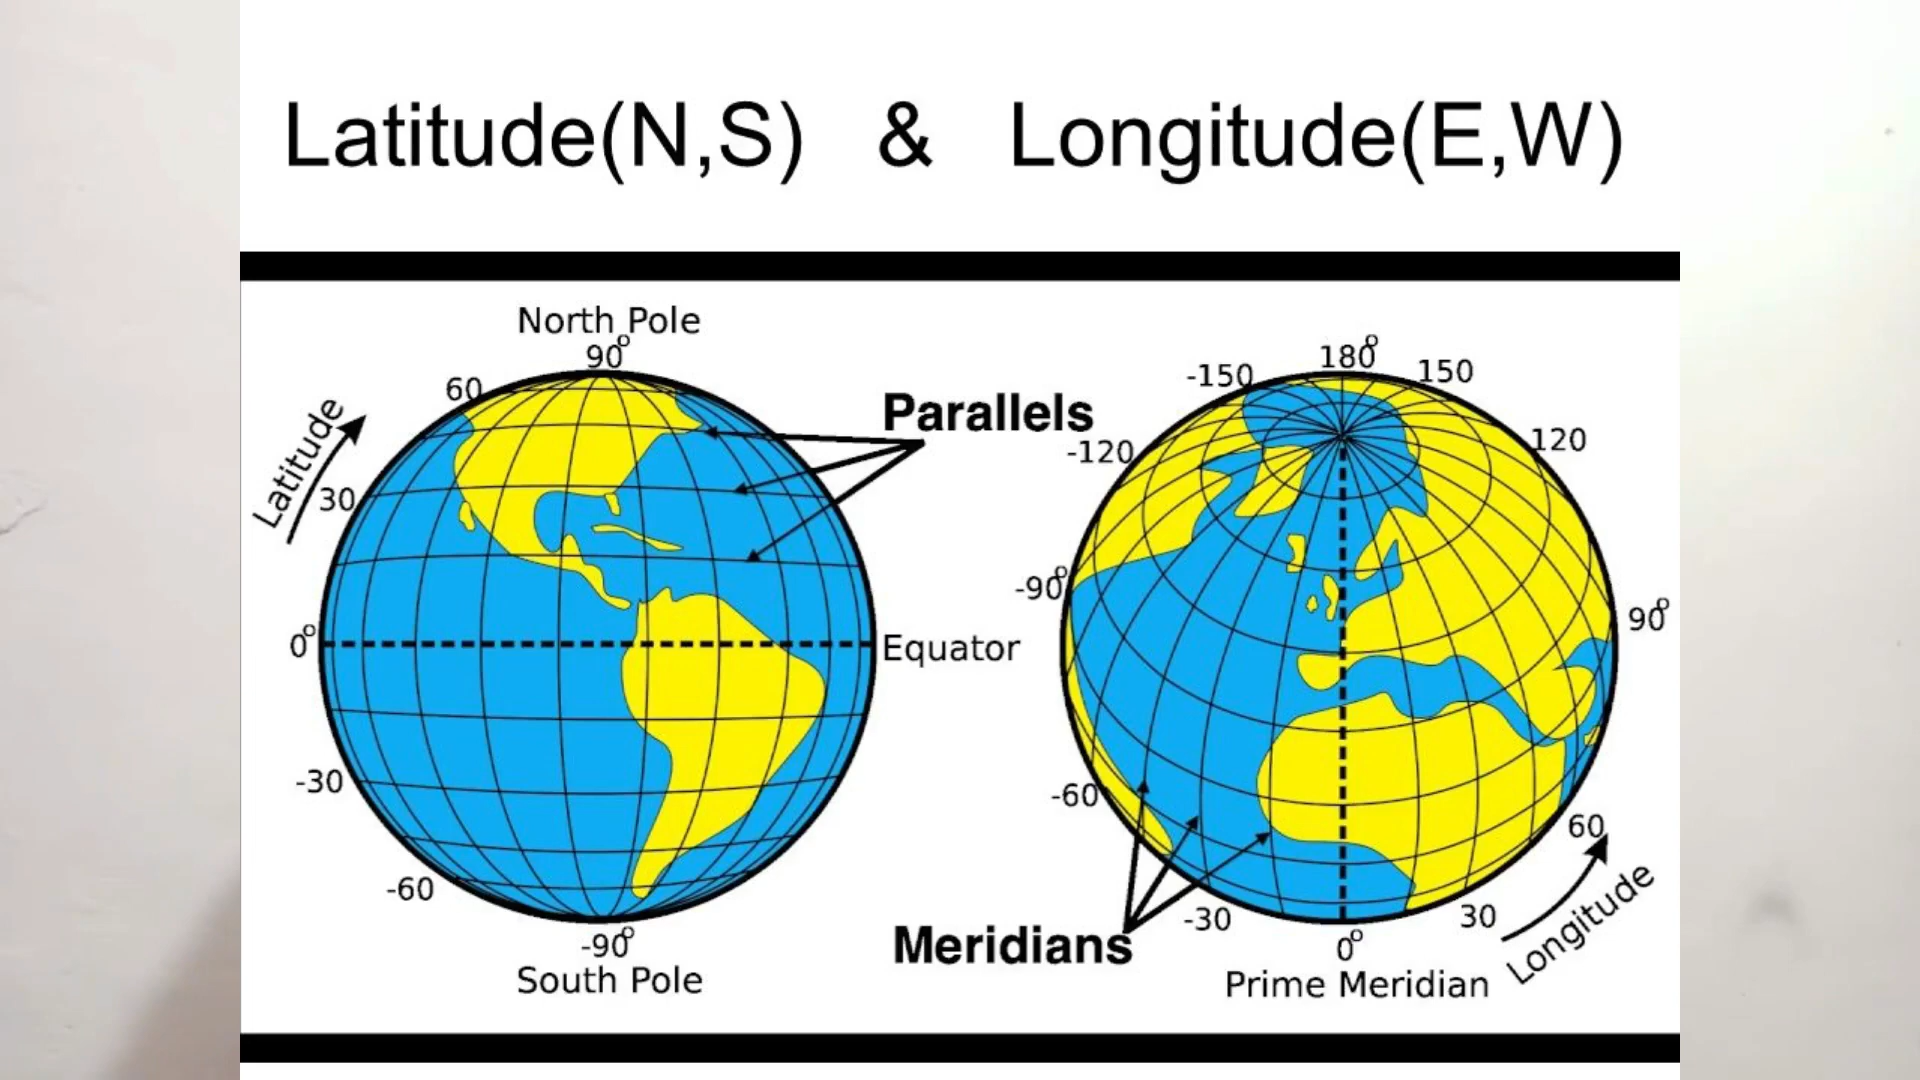 Latitude(N,S) & Longitude(E,W)
North Pole
90°
60
Latitude
30
0°
Equator
-30
-60
-90°
South Pole
Parallels
Meridians
180°
-150
150
-120
120
-90°
90°
-60
60
-30
30
0°
Longitude
Prime Meridian